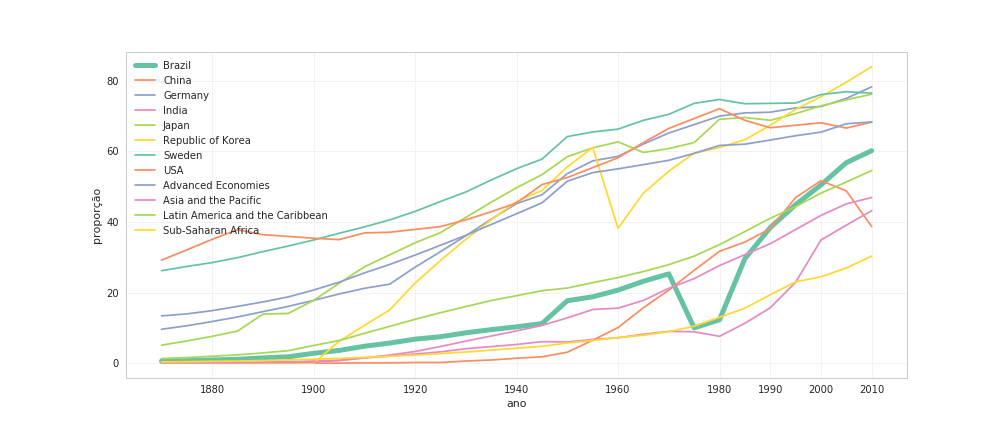 80
60
40
20
0
proporção
Brazil
China
Germany
India
Japan
Republic of Korea
Sweden
USA
Advanced Economies
Asia and the Pacific
Latin America and the Caribbean
Sub-Saharan Africa
1880 1900 1920 1940 1960 1980 1990 2000 2010
ano